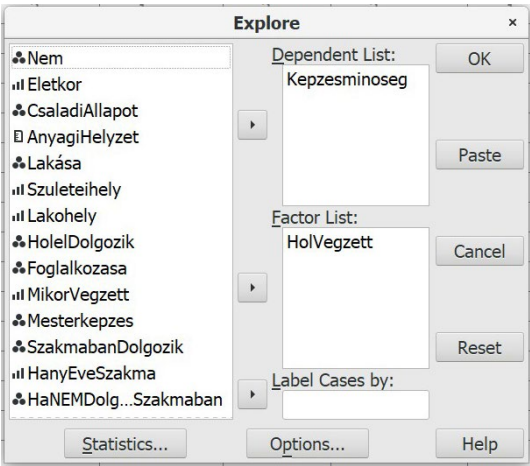 Explore
×
Nem
Eletkor
CsaladiAllapot
AnyagiHelyzet
Lakása
Szuleteihely
Lakohely
HolelDolgozik
Foglalkozasa
MikorVegzett
Mesterkepzes
SzakmabanDolgozik
HanyEveSzakma
HaNEMDolg...Szakmaban
Dependent List:
Kepzesminoseg
Factor List:
HolVegzett
Label Cases by:
OK
Paste
Cancel
Reset
Statistics...
Options...
Help